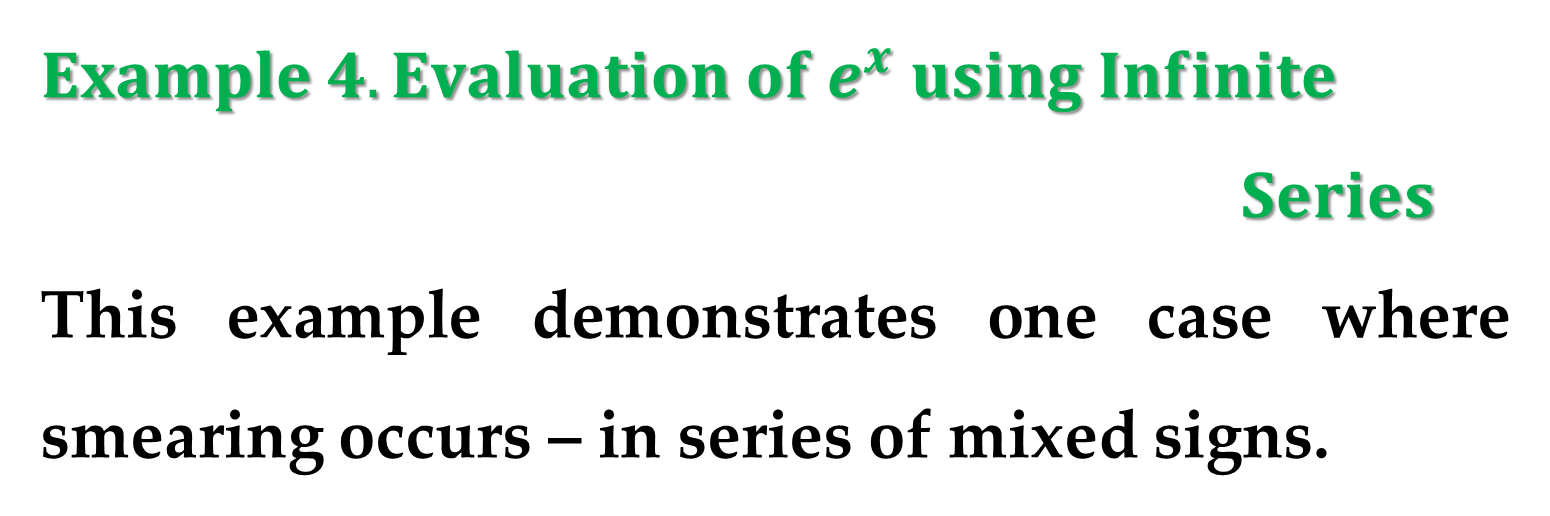 Example 4. Evaluation of eˣ using Infinite
Series
This example demonstrates one case where
smearing occurs – in series of mixed signs.